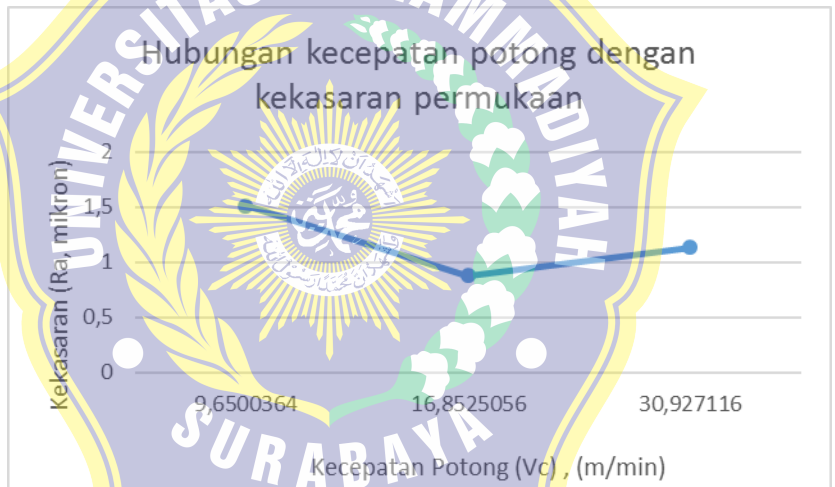 Hubungan kecepatan potong dengan
kekasaran permukaan
Kekasaran (Ra, mikron)
2
1,5
1
0,5
0
9,6500364
16,8525056
30,927116
Kecepatan Potong (Vc) , (m/min)
UNIVERSITAS
SURABAYA